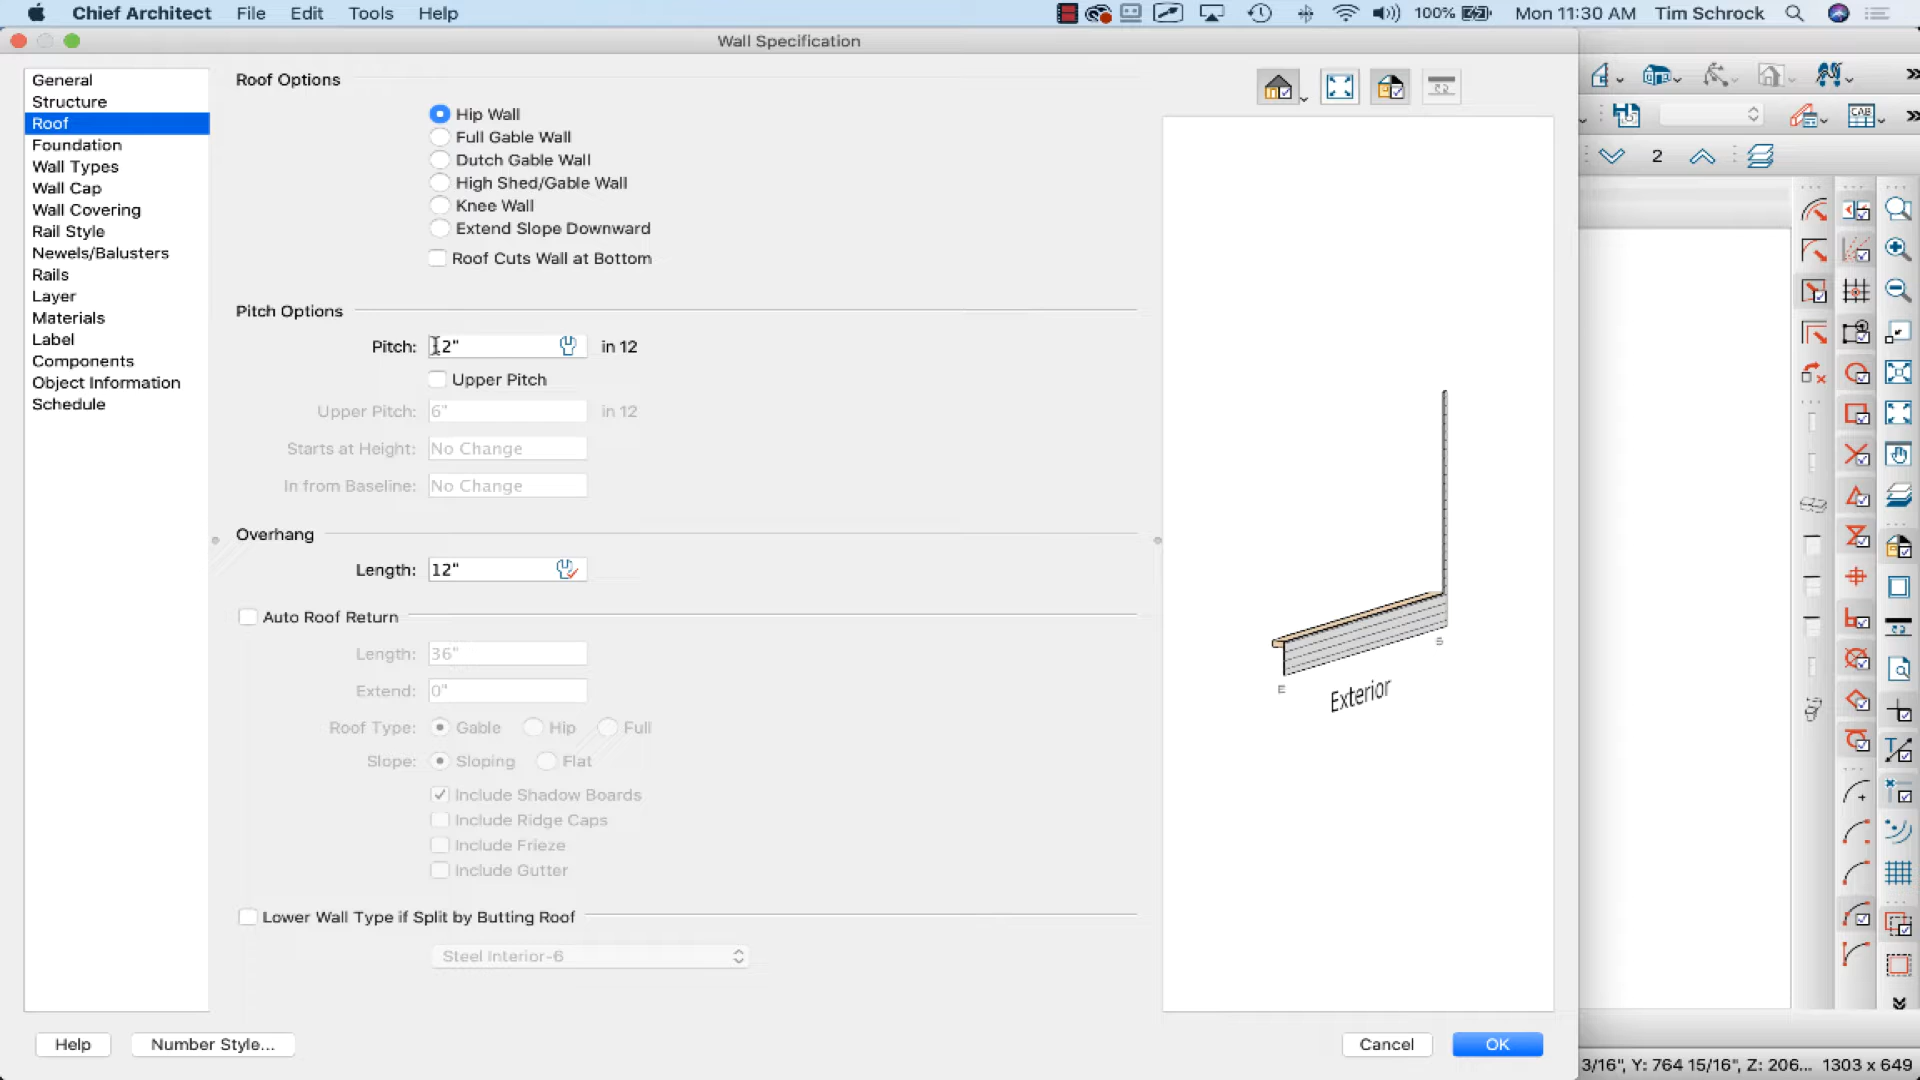 Chief Architect File Edit Tools Help 100% Mon 11:30 AM Tim Schrock
Wall Specification
General
Structure
Roof
Foundation
Wall Types
Wall Cap
Wall Covering
Rail Style
Newels/Balusters
Rails
Layer
Materials
Label
Components
Object Information
Schedule
Roof Options
Hip Wall
Full Gable Wall
Dutch Gable Wall
High Shed/Gable Wall
Knee Wall
Extend Slope Downward
Roof Cuts Wall at Bottom
Pitch Options
Pitch: 2" in 12
Upper Pitch
Upper Pitch: 6" in 12
Starts at Height: No Change
In from Baseline: No Change
Overhang
Length: 12"
Auto Roof Return
Length: 36"
Extend: 0"
Roof Type: Gable Hip Full
Slope: Sloping Flat
Include Shadow Boards
Include Ridge Caps
Include Frieze
Include Gutter
Lower Wall Type if Split by Butting Roof
Steel Interior-6
S
E
Exterior
CAB
2
Help Number Style... Cancel OK
3/16", Y: 764 15/16", Z: 206... 1303 x 649